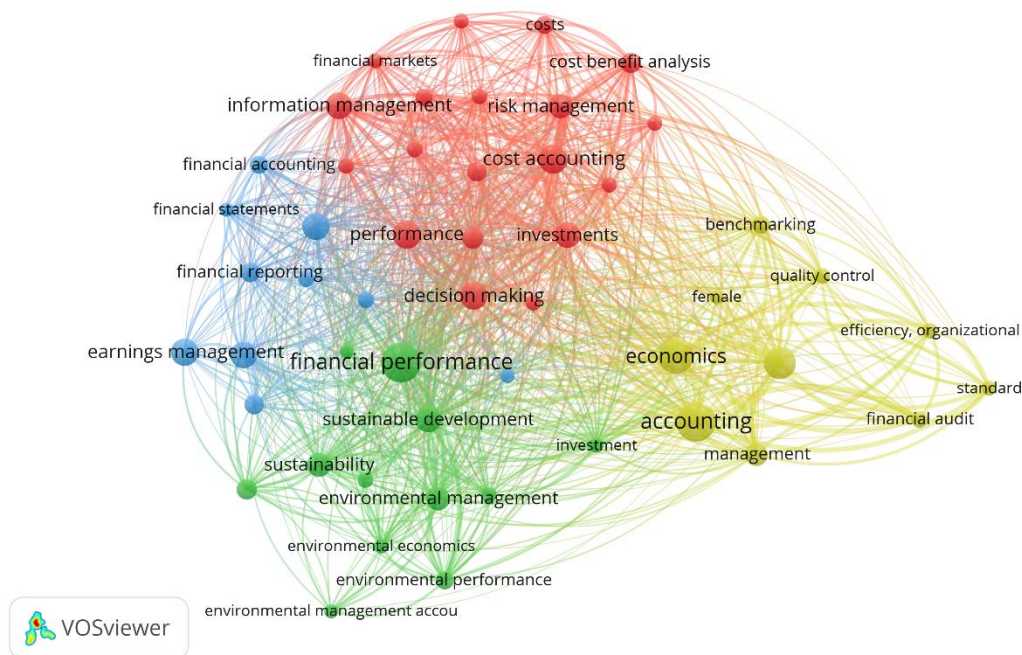 costs
financial markets
cost benefit analysis
information management
risk management
cost accounting
financial accounting
financial statements
performance
investments
benchmarking
financial reporting
quality control
decision making
female
efficiency, organizational
earnings management
financial performance
economics
standard
sustainable development
accounting
financial audit
investment
management
sustainability
environmental management
environmental economics
environmental performance
environmental management accou
VOSviewer